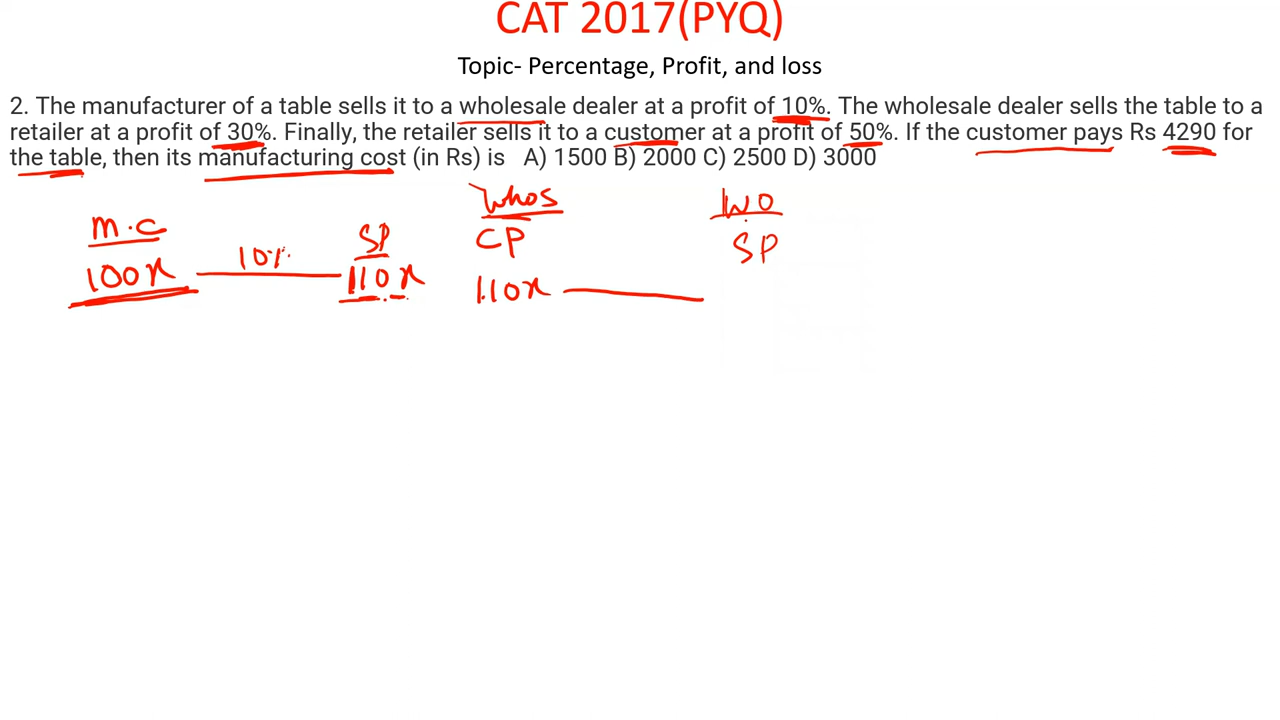 CAT 2017(PYQ)
Topic- Percentage, Profit, and loss
2. The manufacturer of a table sells it to a wholesale dealer at a profit of 10%. The wholesale dealer sells the table to a
retailer at a profit of 30%. Finally, the retailer sells it to a customer at a profit of 50%. If the customer pays Rs 4290 for
the table, then its manufacturing cost (in Rs) is A) 1500 B) 2000 C) 2500 D) 3000
Whos WO
M.C SP CP SP
100x 10% 110x 110x